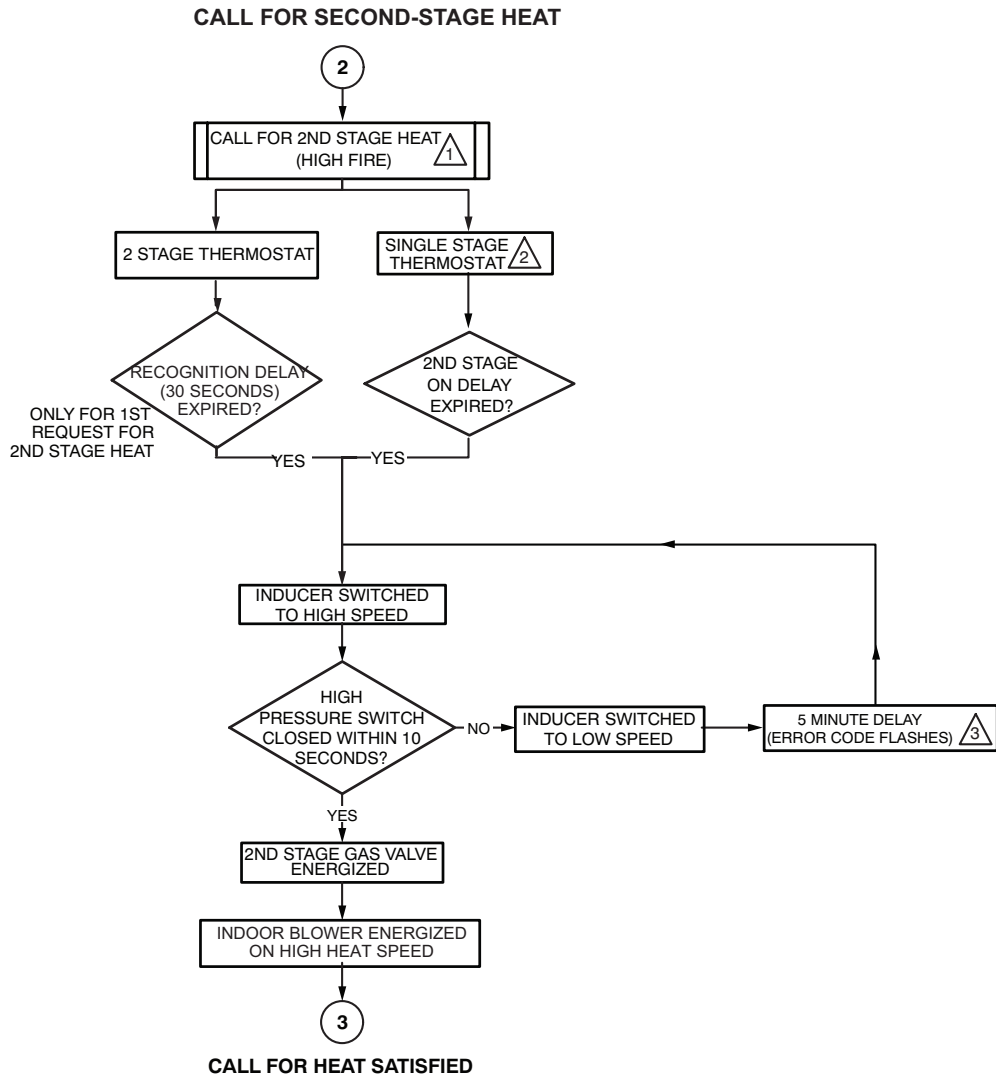 CALL FOR SECOND-STAGE HEAT
2
CALL FOR 2ND STAGE HEAT
(HIGH FIRE)
1
2 STAGE THERMOSTAT
SINGLE STAGE
THERMOSTAT
2
RECOGNITION DELAY
(30 SECONDS)
EXPIRED?
2ND STAGE
ON DELAY
EXPIRED?
ONLY FOR 1ST
REQUEST FOR
2ND STAGE HEAT
YES
YES
INDUCER SWITCHED
TO HIGH SPEED
HIGH
PRESSURE SWITCH
CLOSED WITHIN 10
SECONDS?
NO
INDUCER SWITCHED
TO LOW SPEED
5 MINUTE DELAY
(ERROR CODE FLASHES)
3
YES
2ND STAGE GAS VALVE
ENERGIZED
INDOOR BLOWER ENERGIZED
ON HIGH HEAT SPEED
3
CALL FOR HEAT SATISFIED